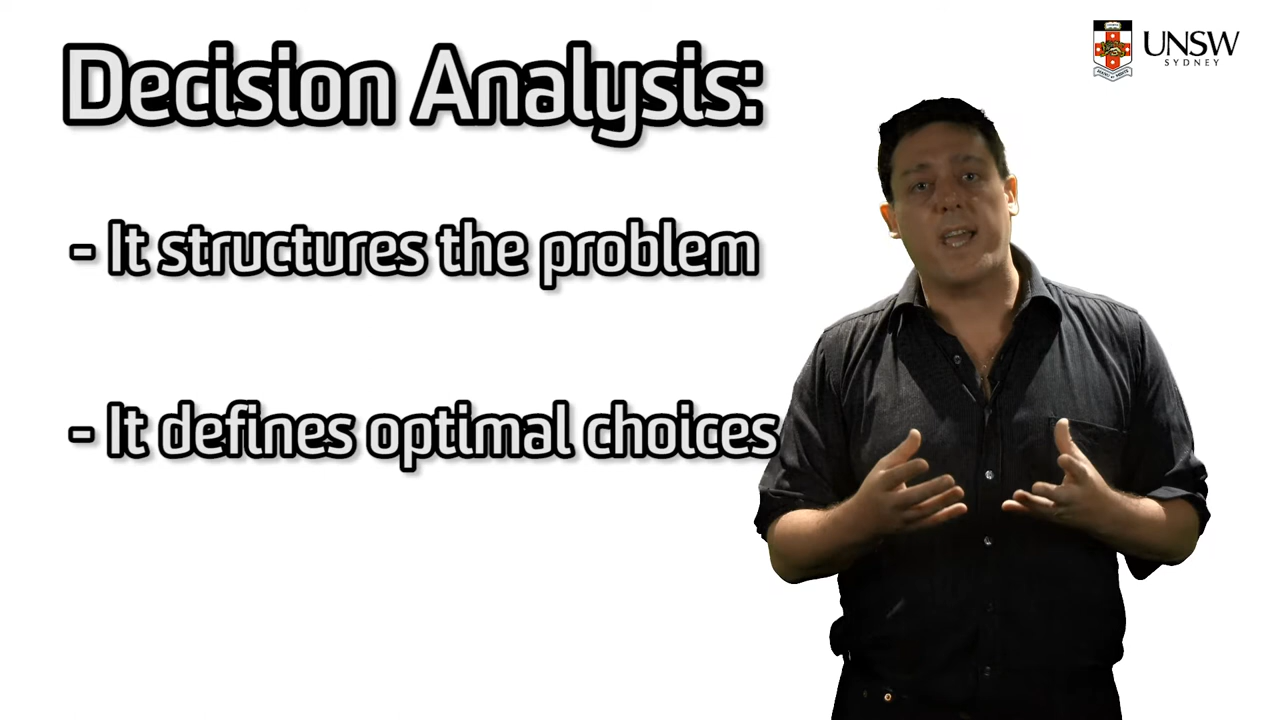 Decision Analysis:
- It structures the problem
- It defines optimal choices
UNSW
SYDNEY